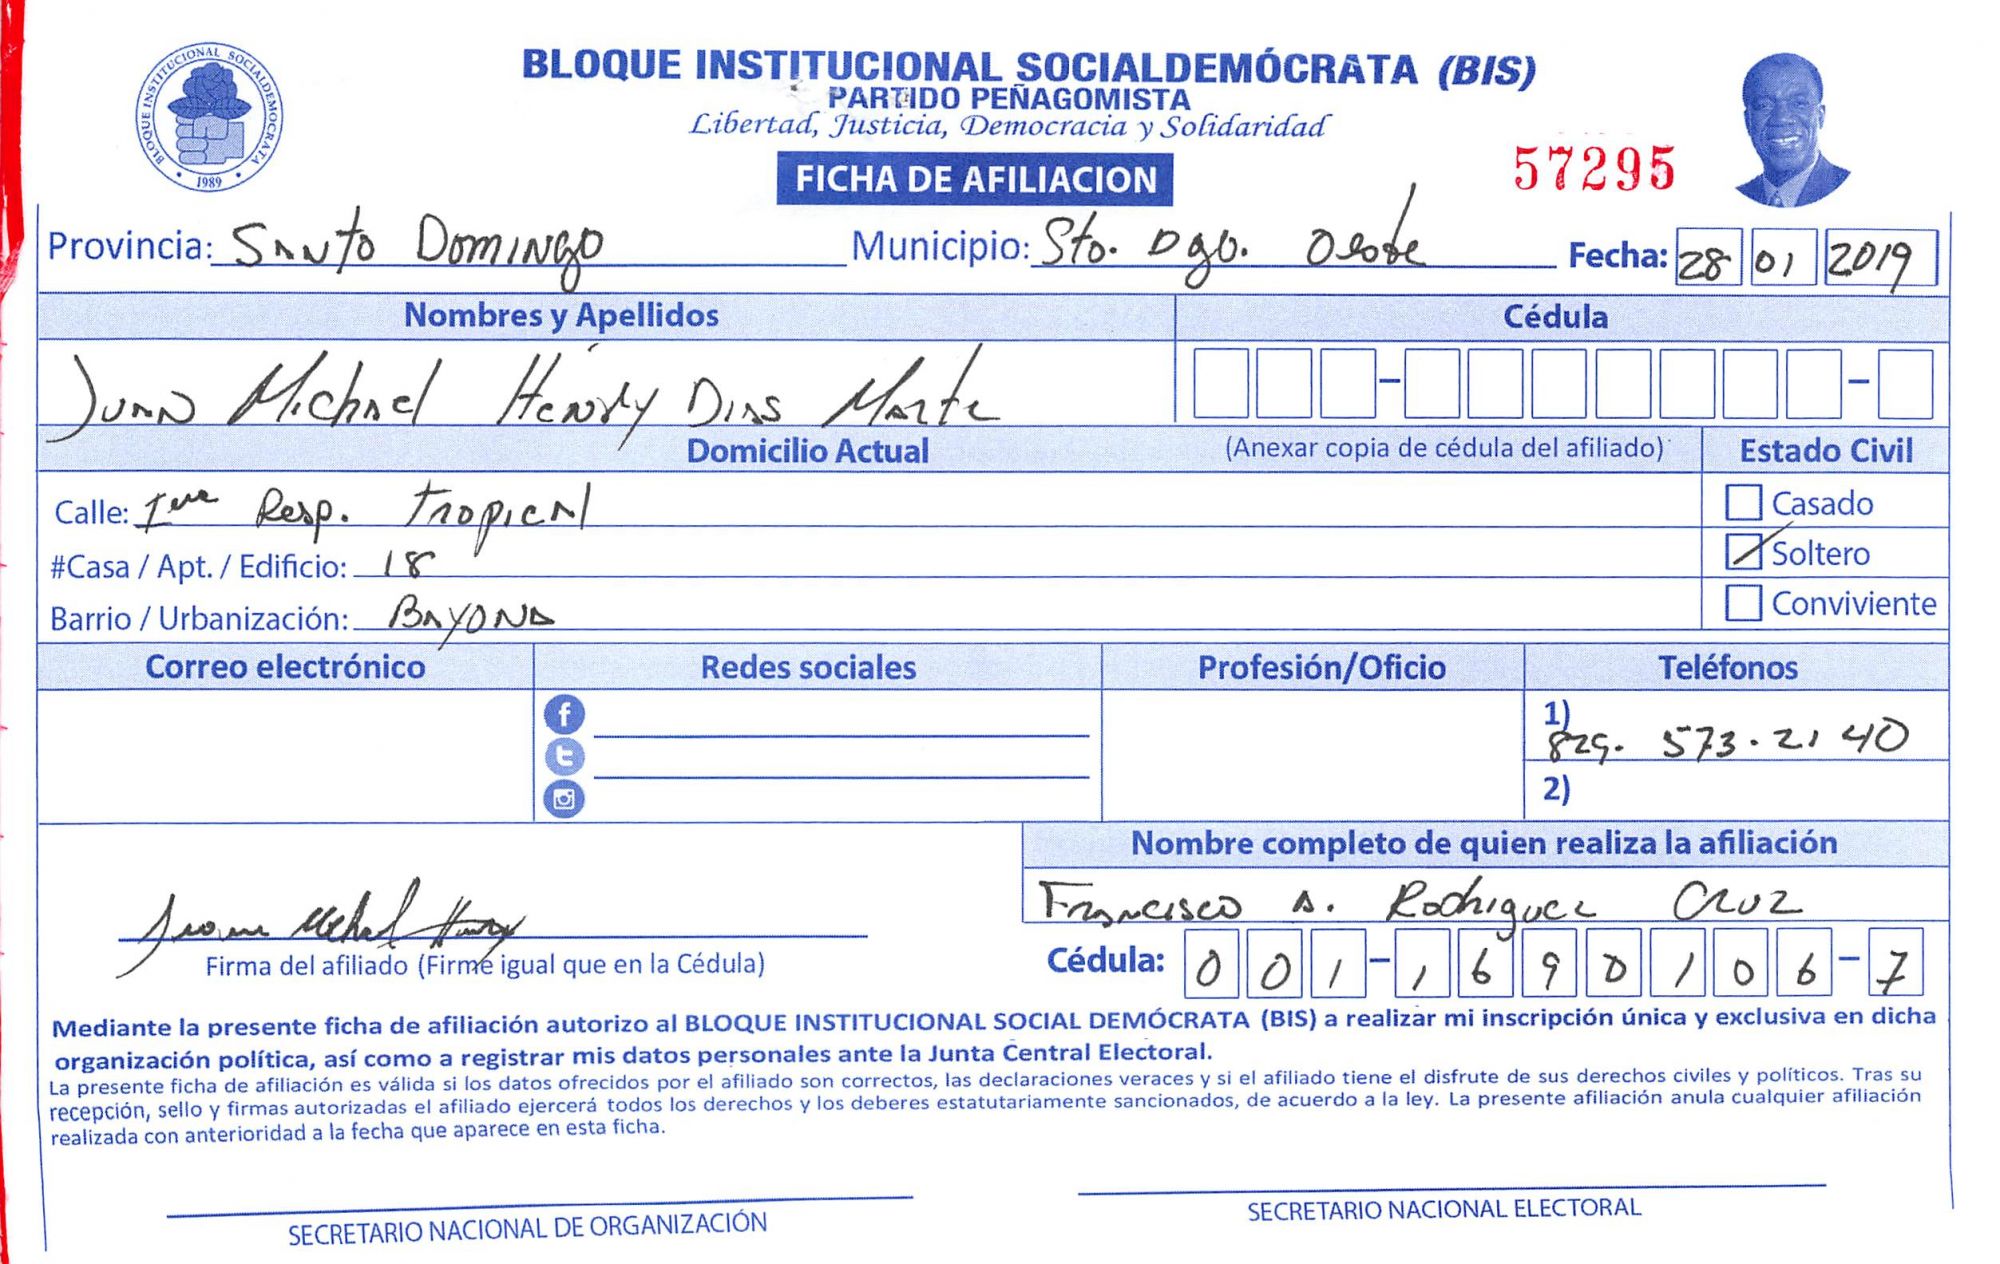 BLOQUE INSTITUCIONAL SOCIALDEMOCRATA
1989
BLOQUE INSTITUCIONAL SOCIALDEMÓCRATA (BIS)
PARTIDO PEÑAGOMISTA
Libertad, Justicia, Democracia y Solidaridad
FICHA DE AFILIACION
57295
Provincia: Santo Domingo Municipio: Sto. Dgo. Oeste Fecha: 28 01 2019
Nombres y Apellidos Cédula
Juan Michael Henrry Dias Marte - -
Domicilio Actual (Anexar copia de cédula del afiliado) Estado Civil
Calle: 1era Resp. Tropical Casado
#Casa / Apt. / Edificio: 18 Soltero
Barrio / Urbanización: Bayona Conviviente
Correo electrónico Redes sociales Profesión/Oficio Teléfonos
1) 829. 573.2140
2)
Nombre completo de quien realiza la afiliación
Francisco A. Rodriguez Cruz
Firma del afiliado (Firme igual que en la Cédula)
Cédula: 001-1690106-7
Mediante la presente ficha de afiliación autorizo al BLOQUE INSTITUCIONAL SOCIAL DEMÓCRATA (BIS) a realizar mi inscripción única y exclusiva en dicha
organización política, así como a registrar mis datos personales ante la Junta Central Electoral.
La presente ficha de afiliación es válida si los datos ofrecidos por el afiliado son correctos, las declaraciones veraces y si el afiliado tiene el disfrute de sus derechos civiles y políticos. Tras su
recepción, sello y firmas autorizadas el afiliado ejercerá todos los derechos y los deberes estatutariamente sancionados, de acuerdo a la ley. La presente afiliación anula cualquier afiliación
realizada con anterioridad a la fecha que aparece en esta ficha.
SECRETARIO NACIONAL DE ORGANIZACIÓN SECRETARIO NACIONAL ELECTORAL